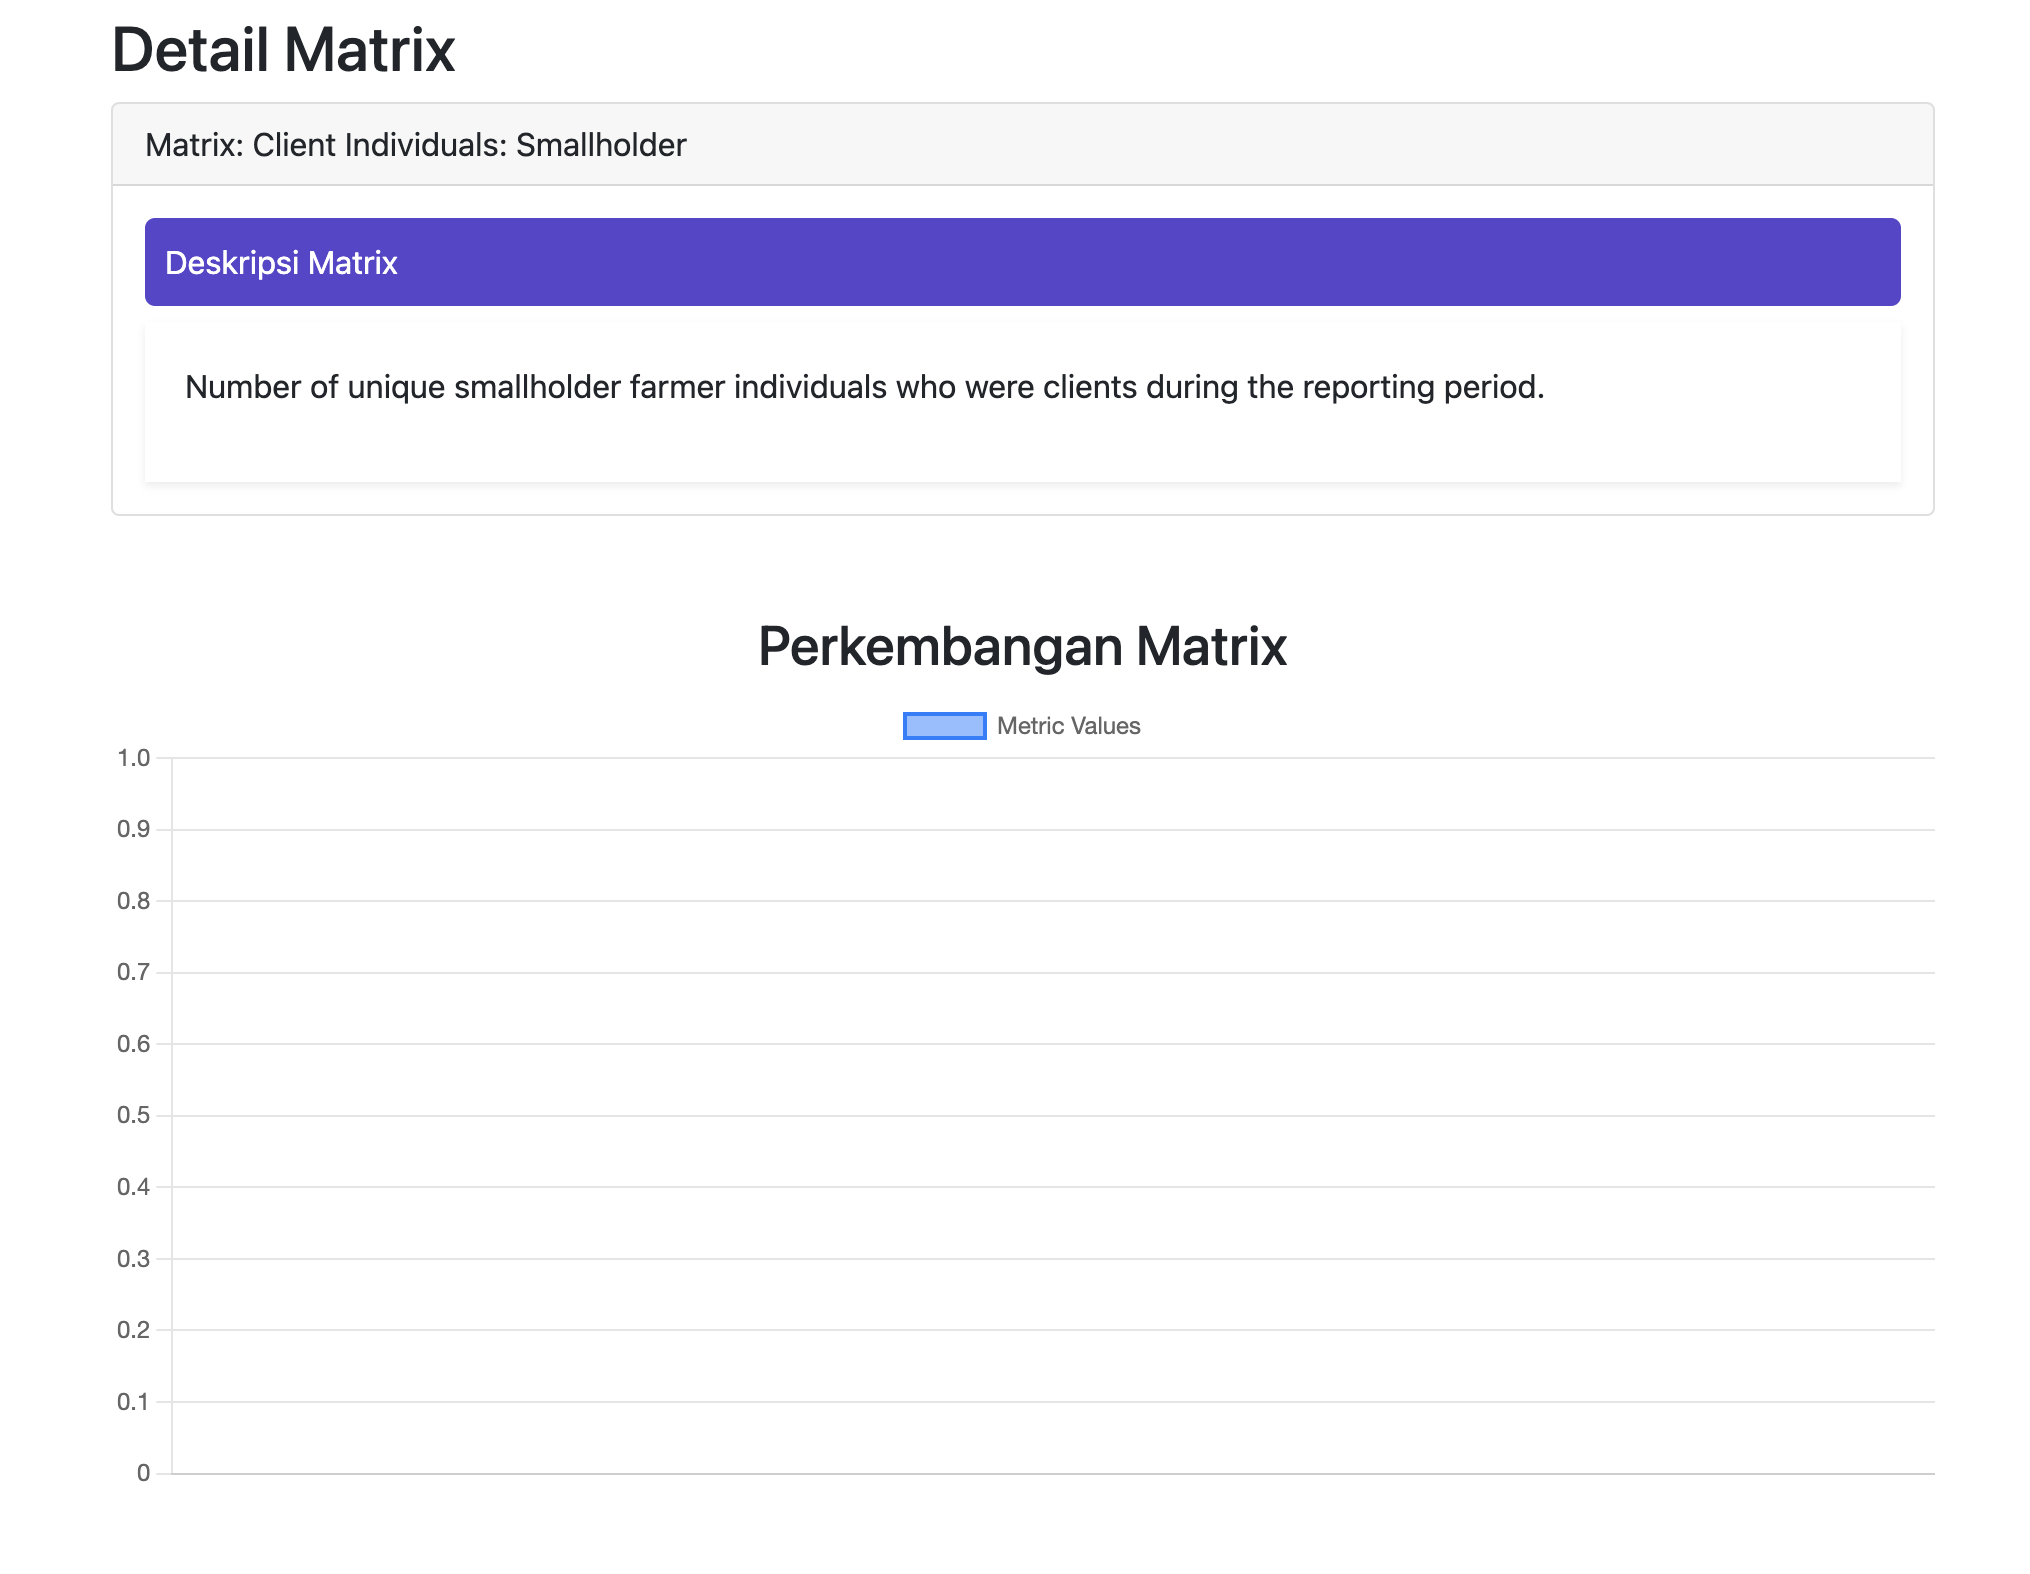 Detail Matrix
Matrix: Client Individuals: Smallholder
Deskripsi Matrix
Number of unique smallholder farmer individuals who were clients during the reporting period.
Perkembangan Matrix
Metric Values
1.0
0.9
0.8
0.7
0.6
0.5
0.4
0.3
0.2
0.1
0